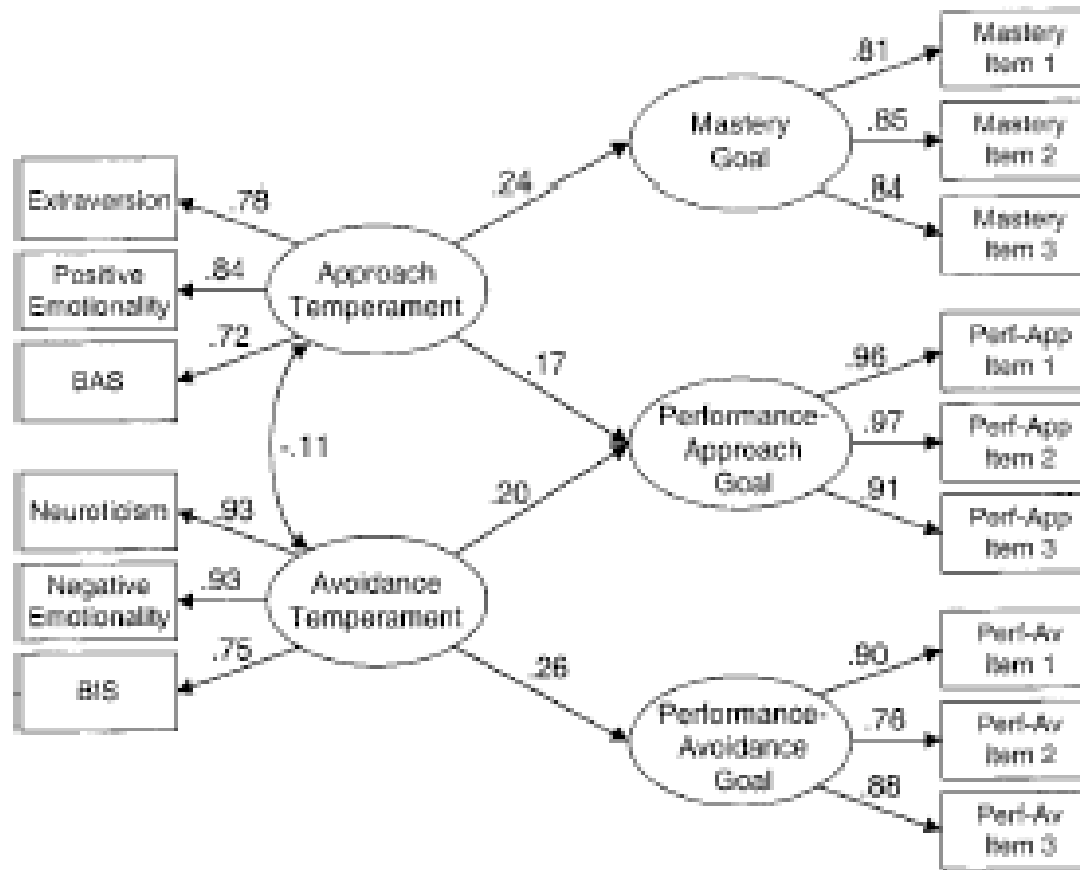 Extraversion
.78
Positive
Emotionality
.84
BAS
.72
Approach
Temperament
-.11
Neuroticism
.93
Negative
Emotionality
.93
BIS
.75
Avoidance
Temperament
.24
.17
.20
.26
Mastery
Goal
.81
Mastery
Item 1
.85
Mastery
Item 2
.84
Mastery
Item 3
Performance-
Approach
Goal
.96
Perf-App
Item 1
.97
Perf-App
Item 2
.91
Perf-App
Item 3
Performance-
Avoidance
Goal
.90
Perf-Av
Item 1
Perf-Av
Item 2
.88
Perf-Av
Item 3